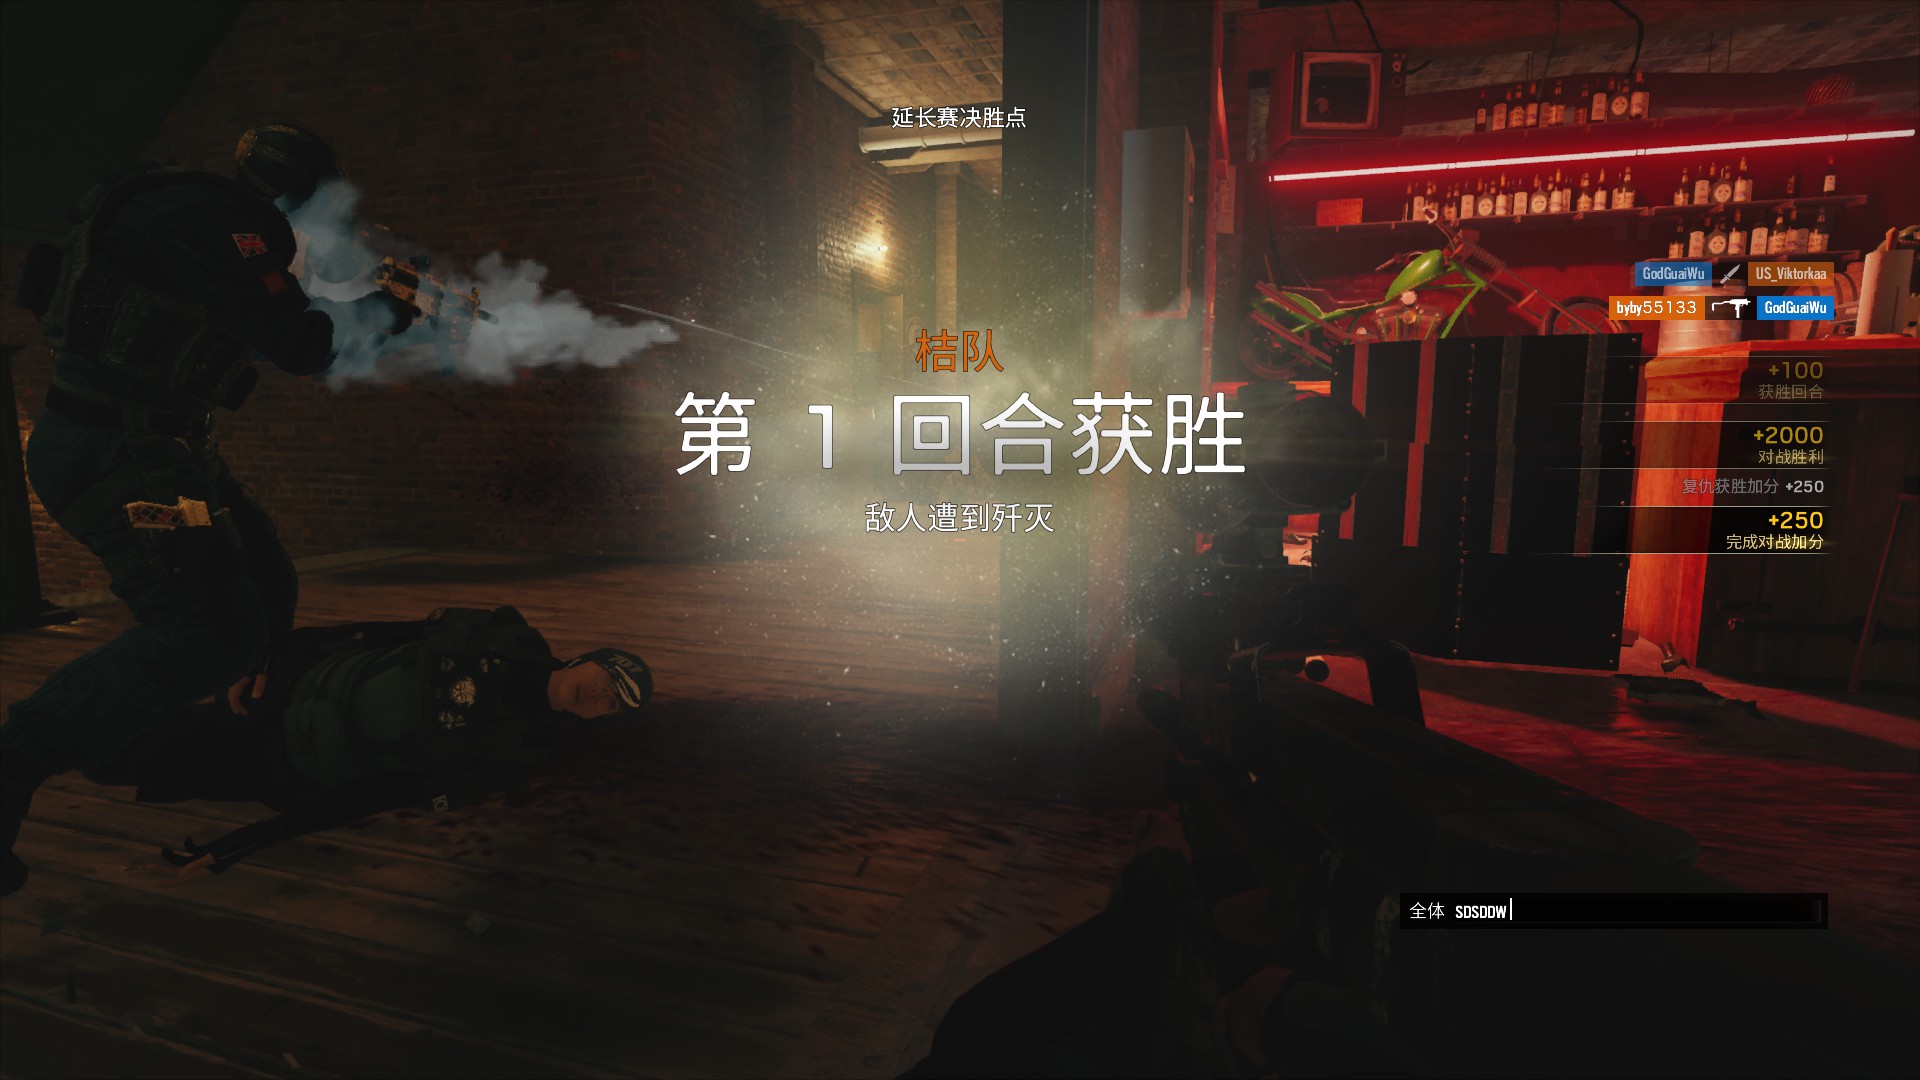 延长赛决胜点
GodGuaiWu US_Viktorkaa
byby55133 GodGuaiWu
桔队
第 1 回合获胜
敌人遭到歼灭
+100
获胜回合
+2000
对战胜利
复仇获胜加分 +250
+250
完成对战加分
全体 SDSDDW